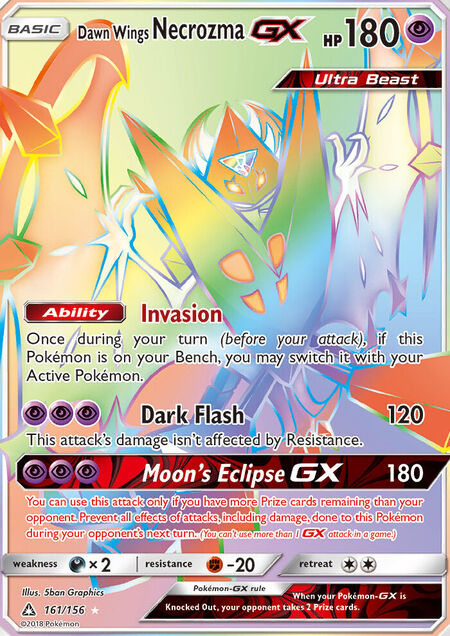 BASIC Dawn Wings Necrozma GX HP 180
Ultra Beast
Ability Invasion
Once during your turn (before your attack), if this
Pokémon is on your Bench, you may switch it with your
Active Pokémon.
Dark Flash 120
This attack's damage isn't affected by Resistance.
Moon's Eclipse GX 180
You can use this attack only if you have more Prize cards remaining than your
opponent. Prevent all effects of attacks, including damage, done to this Pokémon
during your opponent's next turn. (You can't use more than 1 GX attack in a game.)
weakness × 2 resistance -20 retreat
Illus. 5ban Graphics
Pokémon-GX rule
When your Pokémon-GX is
Knocked Out, your opponent takes 2 Prize cards.
161/156
©2018 Pokémon